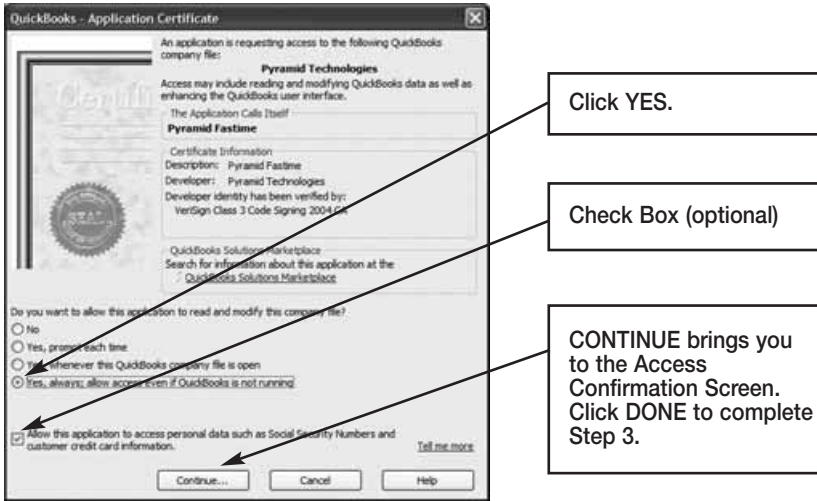 QuickBooks - Application Certificate
An application is requesting access to the following QuickBooks
company file:
Pyramid Technologies
Access may include reading and modifying QuickBooks data as well as
enhancing the QuickBooks user interface.
The Application Calls Itself
Pyramid Fastime
Certificate Information
Description: Pyramid Fastime
Developer: Pyramid Technologies
Developer identity has been verified by:
VeriSign Class 3 Code Signing 2004 CA
QuickBooks Solutions Marketplace
Search for information about this application at the
QuickBooks Solutions Marketplace
Do you want to allow this application to read and modify this company file?
No
Yes, prompt each time
Yes, whenever this QuickBooks company file is open
Yes, always; allow access even if QuickBooks is not running
Allow this application to access personal data such as Social Security Numbers and
customer credit card information.
Tell me more
Continue...
Cancel
Help
Click YES.
Check Box (optional)
CONTINUE brings you
to the Access
Confirmation Screen.
Click DONE to complete
Step 3.